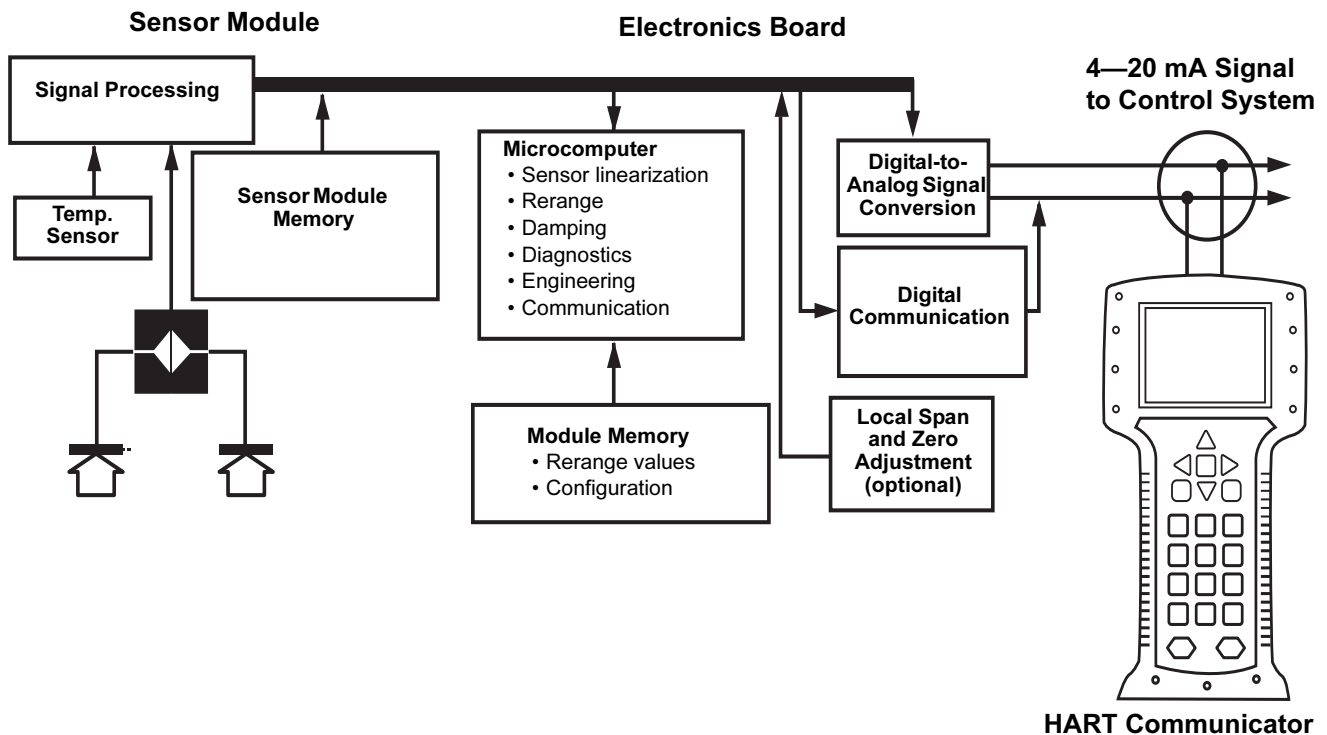 Sensor Module
Electronics Board
4—20 mA Signal
to Control System
Signal Processing
Temp.
Sensor
Sensor Module
Memory
Microcomputer
• Sensor linearization
• Rerange
• Damping
• Diagnostics
• Engineering
• Communication
Digital-to-
Analog Signal
Conversion
Digital
Communication
Module Memory
• Rerange values
• Configuration
Local Span
and Zero
Adjustment
(optional)
HART Communicator